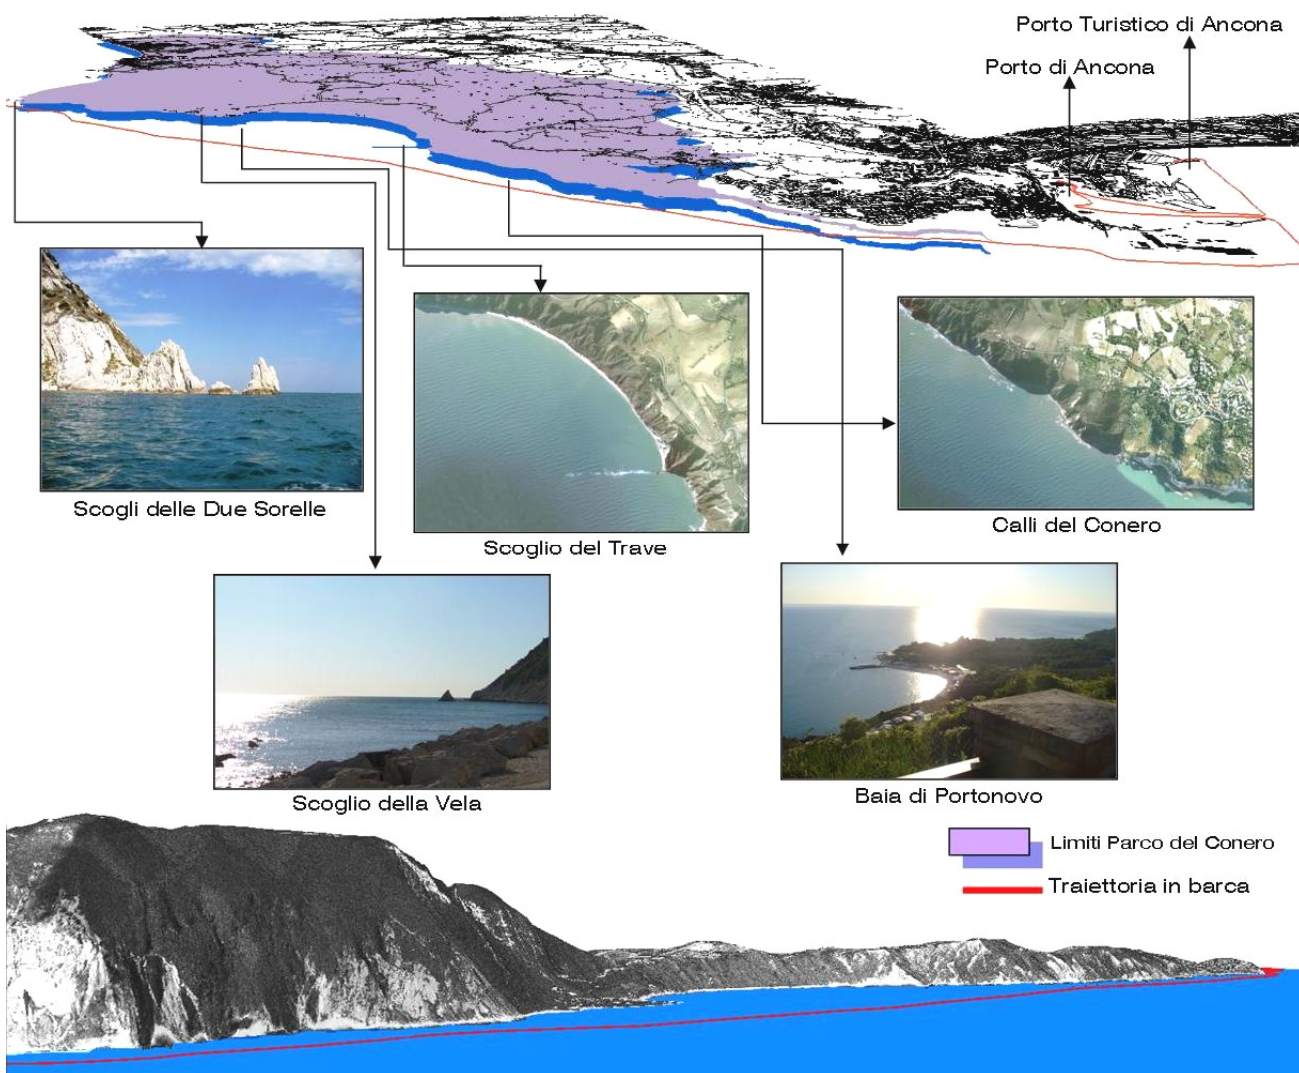 Porto Turistico di Ancona
Porto di Ancona
Scogli delle Due Sorelle
Scoglio del Trave
Calli del Conero
Scoglio della Vela
Baia di Portonovo
Limiti Parco del Conero
Traiettoria in barca